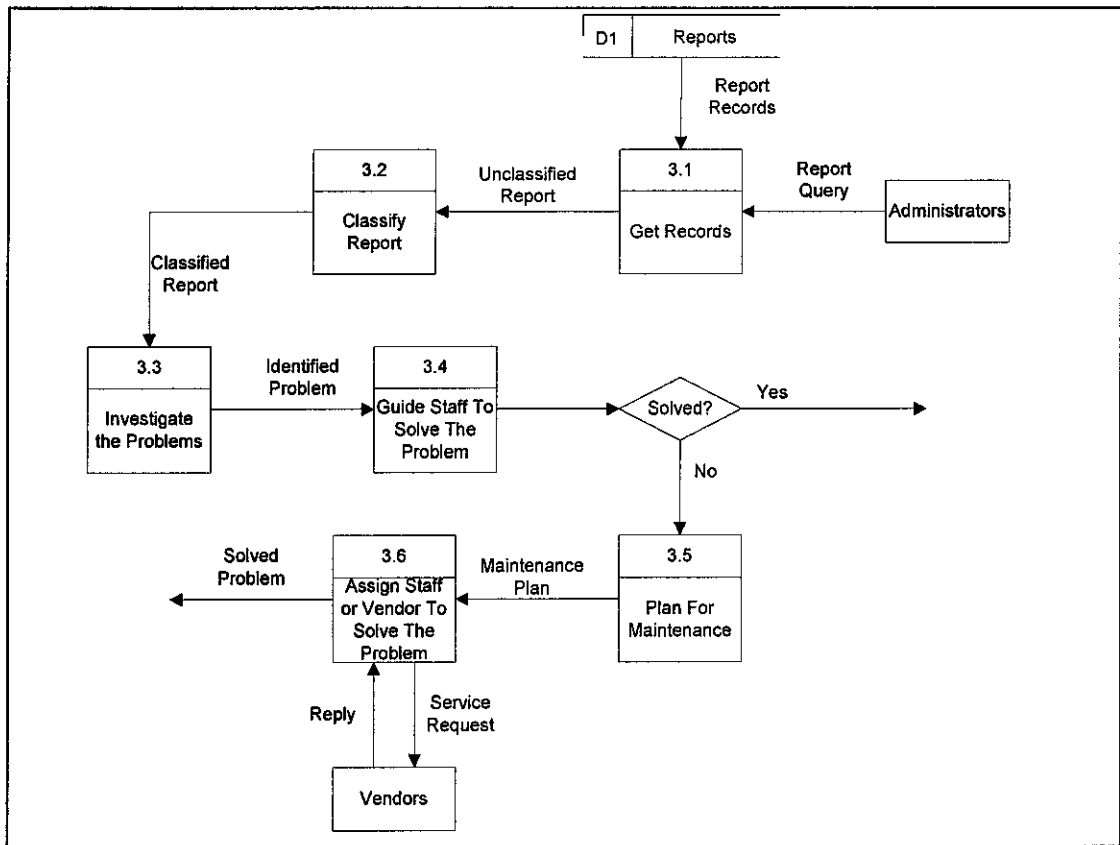 D1
Reports
Report
Records
3.2
Classify
Report
Unclassified
Report
3.1
Get Records
Report
Query
Administrators
Classified
Report
3.3
Investigate
the Problems
Identified
Problem
3.4
Guide Staff To
Solve The
Problem
Solved?
Yes
No
Solved
Problem
3.6
Assign Staff
or Vendor To
Solve The
Problem
Maintenance
Plan
3.5
Plan For
Maintenance
Reply
Service
Request
Vendors